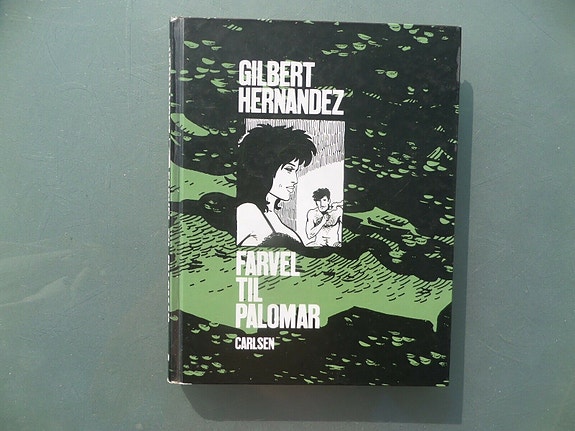 GILBERT
HERNANDEZ
FARVEL
TIL
PALOMAR
CARLSEN